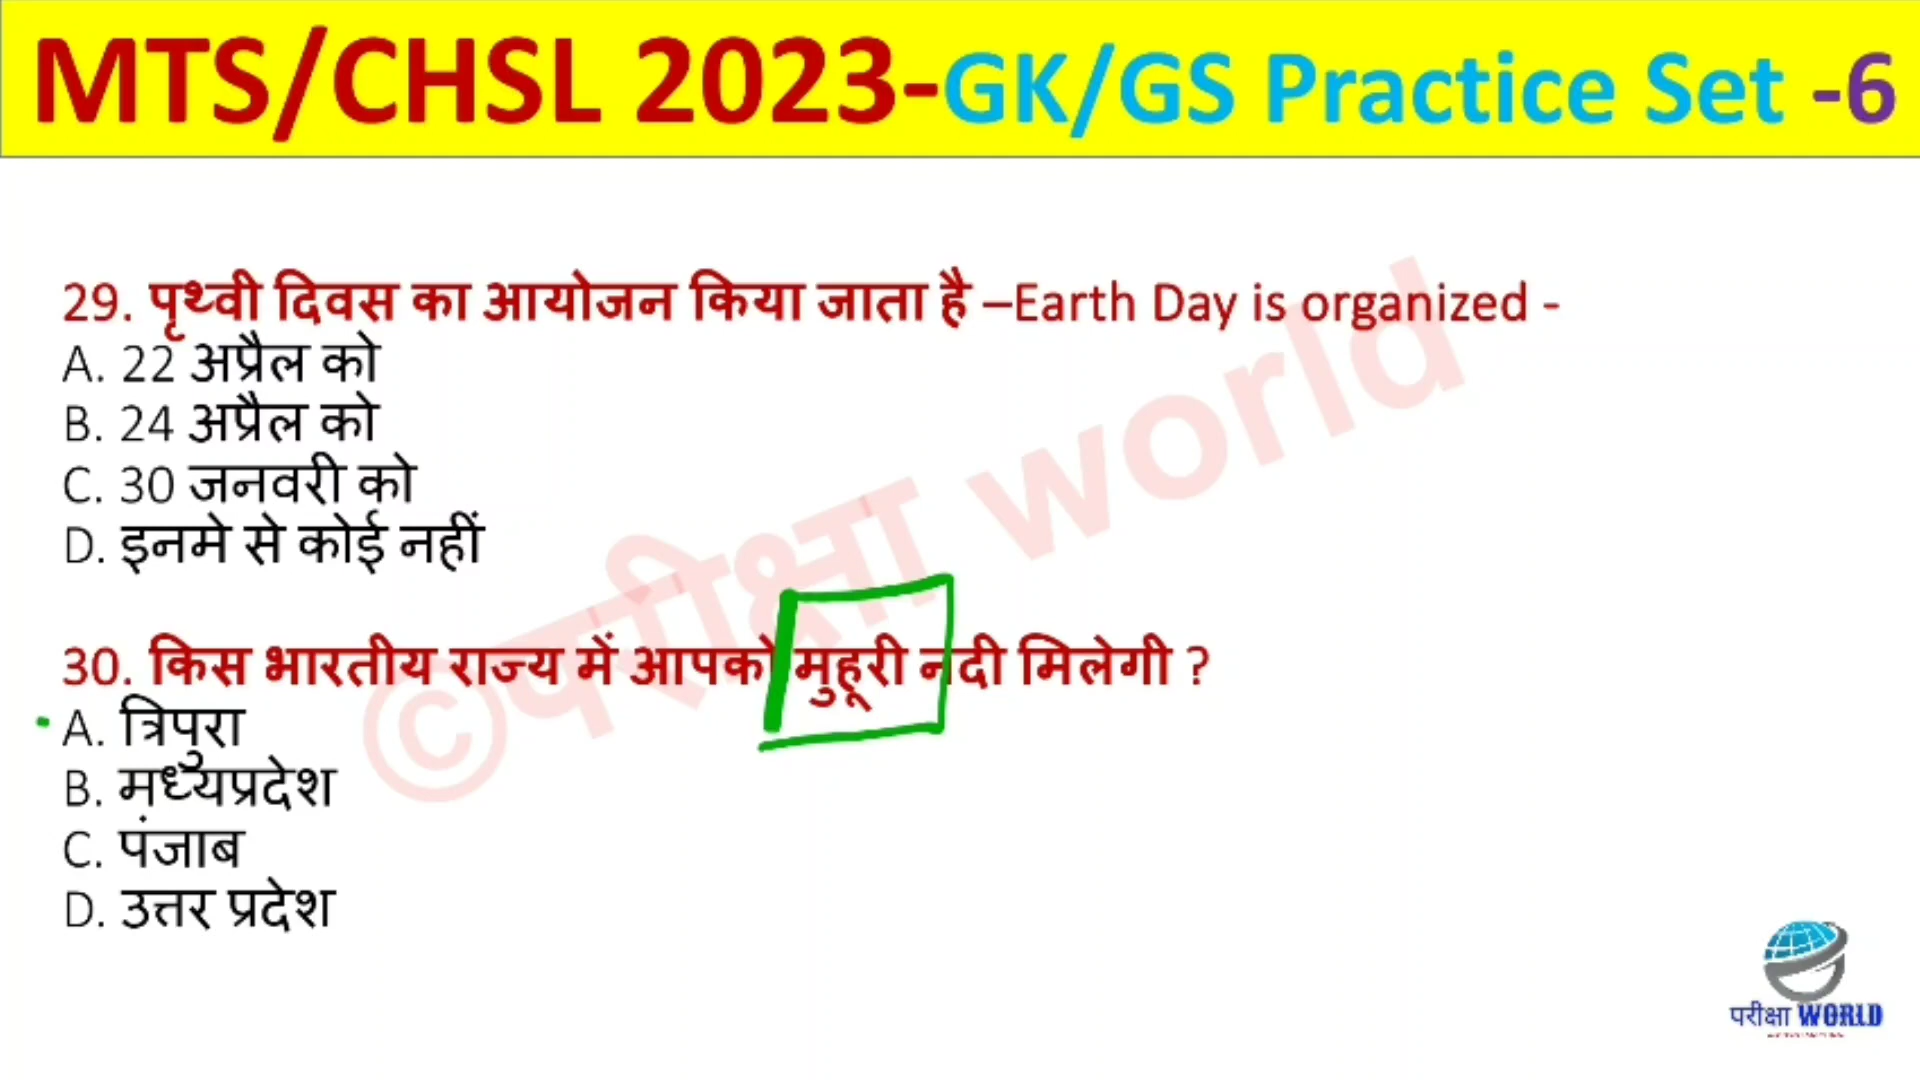 MTS/CHSL 2023-GK/GS Practice Set -6
29. पृथ्वी दिवस का आयोजन किया जाता है –Earth Day is organized -
A. 22 अप्रैल को
B. 24 अप्रैल को
C. 30 जनवरी को
D. इनमे से कोई नहीं
©परीक्षा world
30. किस भारतीय राज्य में आपको मुहूरी नदी मिलेगी ?
A. त्रिपुरा
B. मध्यप्रदेश
C. पंजाब
D. उत्तर प्रदेश
परीक्षा WORLD